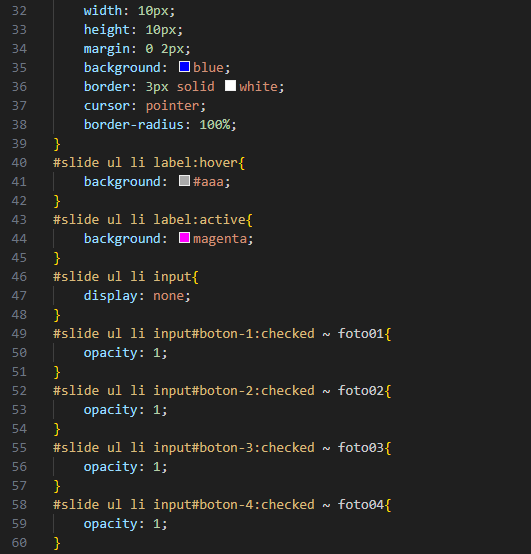 32 width: 10px;
33 height: 10px;
34 margin: 0 2px;
35 background: blue;
36 border: 3px solid white;
37 cursor: pointer;
38 border-radius: 100%;
39 }
40 #slide ul li label:hover{
41 background: #aaa;
42 }
43 #slide ul li label:active{
44 background: magenta;
45 }
46 #slide ul li input{
47 display: none;
48 }
49 #slide ul li input#boton-1:checked ~ foto01{
50 opacity: 1;
51 }
52 #slide ul li input#boton-2:checked ~ foto02{
53 opacity: 1;
54 }
55 #slide ul li input#boton-3:checked ~ foto03{
56 opacity: 1;
57 }
58 #slide ul li input#boton-4:checked ~ foto04{
59 opacity: 1;
60 }